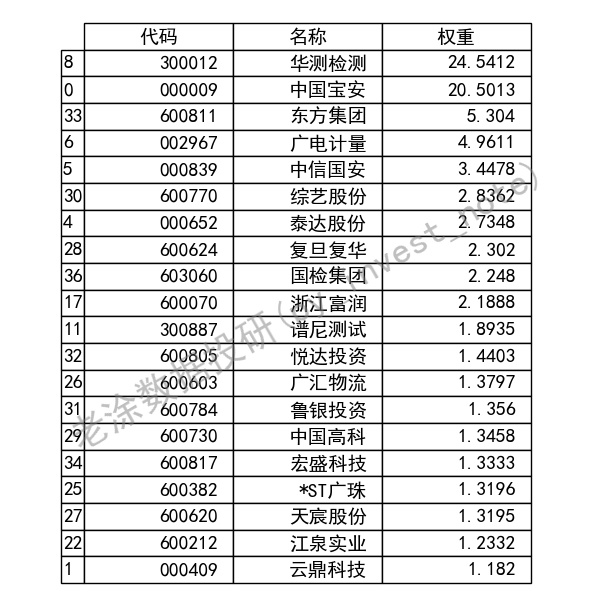 代码 名称 权重
8 300012 华测检测 24.5412
0 000009 中国宝安 20.5013
33 600811 东方集团 5.304
6 002967 广电计量 4.9611
5 000839 中信国安 3.4478
30 600770 综艺股份 2.8362
4 000652 泰达股份 2.7348
28 600624 复旦复华 2.302
36 603060 国检集团 2.248
17 600070 浙江富润 2.1888
11 300887 谱尼测试 1.8935
32 600805 悦达投资 1.4403
26 600603 广汇物流 1.3797
31 600784 鲁银投资 1.356
29 600730 中国高科 1.3458
34 600817 宏盛科技 1.3333
25 600382 *ST广珠 1.3196
27 600620 天宸股份 1.3195
22 600212 江泉实业 1.2332
1 000409 云鼎科技 1.182
老涂数据投研(py_invest_note)